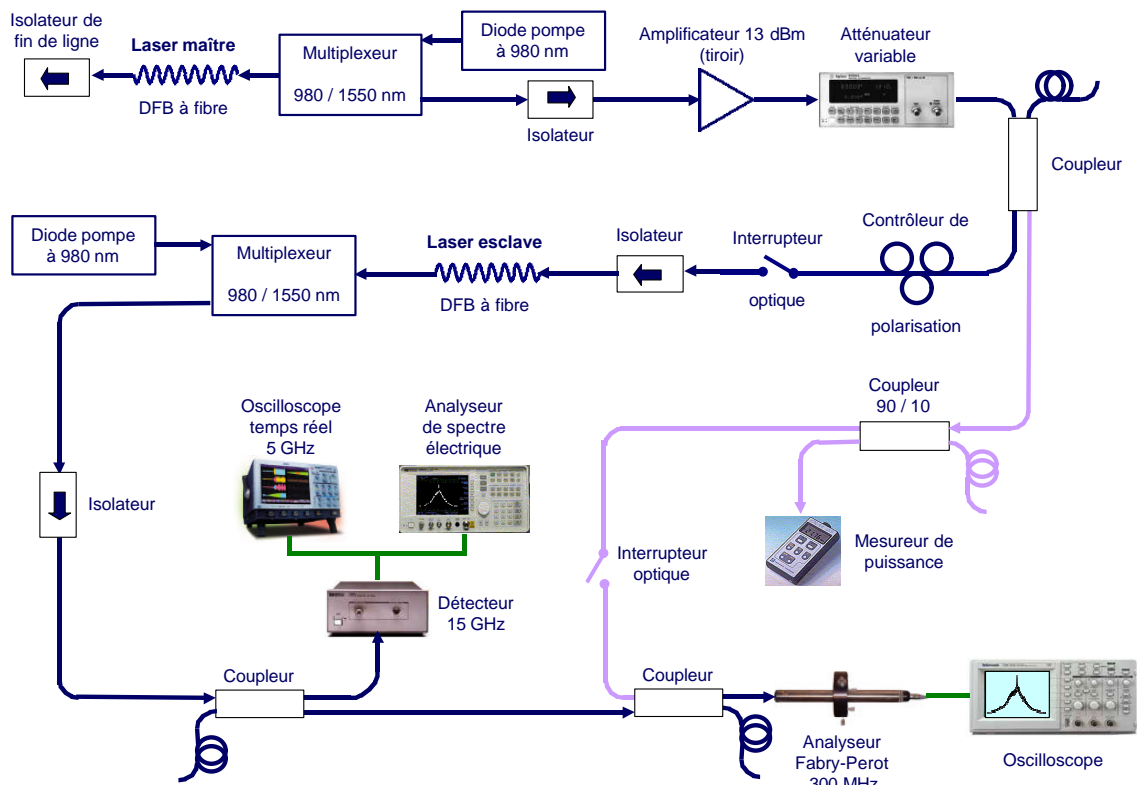 Isolateur de
fin de ligne
Laser maître
DFB à fibre
Multiplexeur
980 / 1550 nm
Diode pompe
à 980 nm
Isolateur
Amplificateur 13 dBm
(tiroir)
Atténuateur
variable
Coupleur
Diode pompe
à 980 nm
Multiplexeur
980 / 1550 nm
Laser esclave
DFB à fibre
Isolateur
Interrupteur
optique
Contrôleur de
polarisation
Coupleur
90 / 10
Oscilloscope
temps réel
5 GHz
Analyseur
de spectre
électrique
Isolateur
Interrupteur
optique
Mesureur de
puissance
Détecteur
15 GHz
Coupleur
Coupleur
Analyseur
Fabry-Perot
300 MHz
Oscilloscope